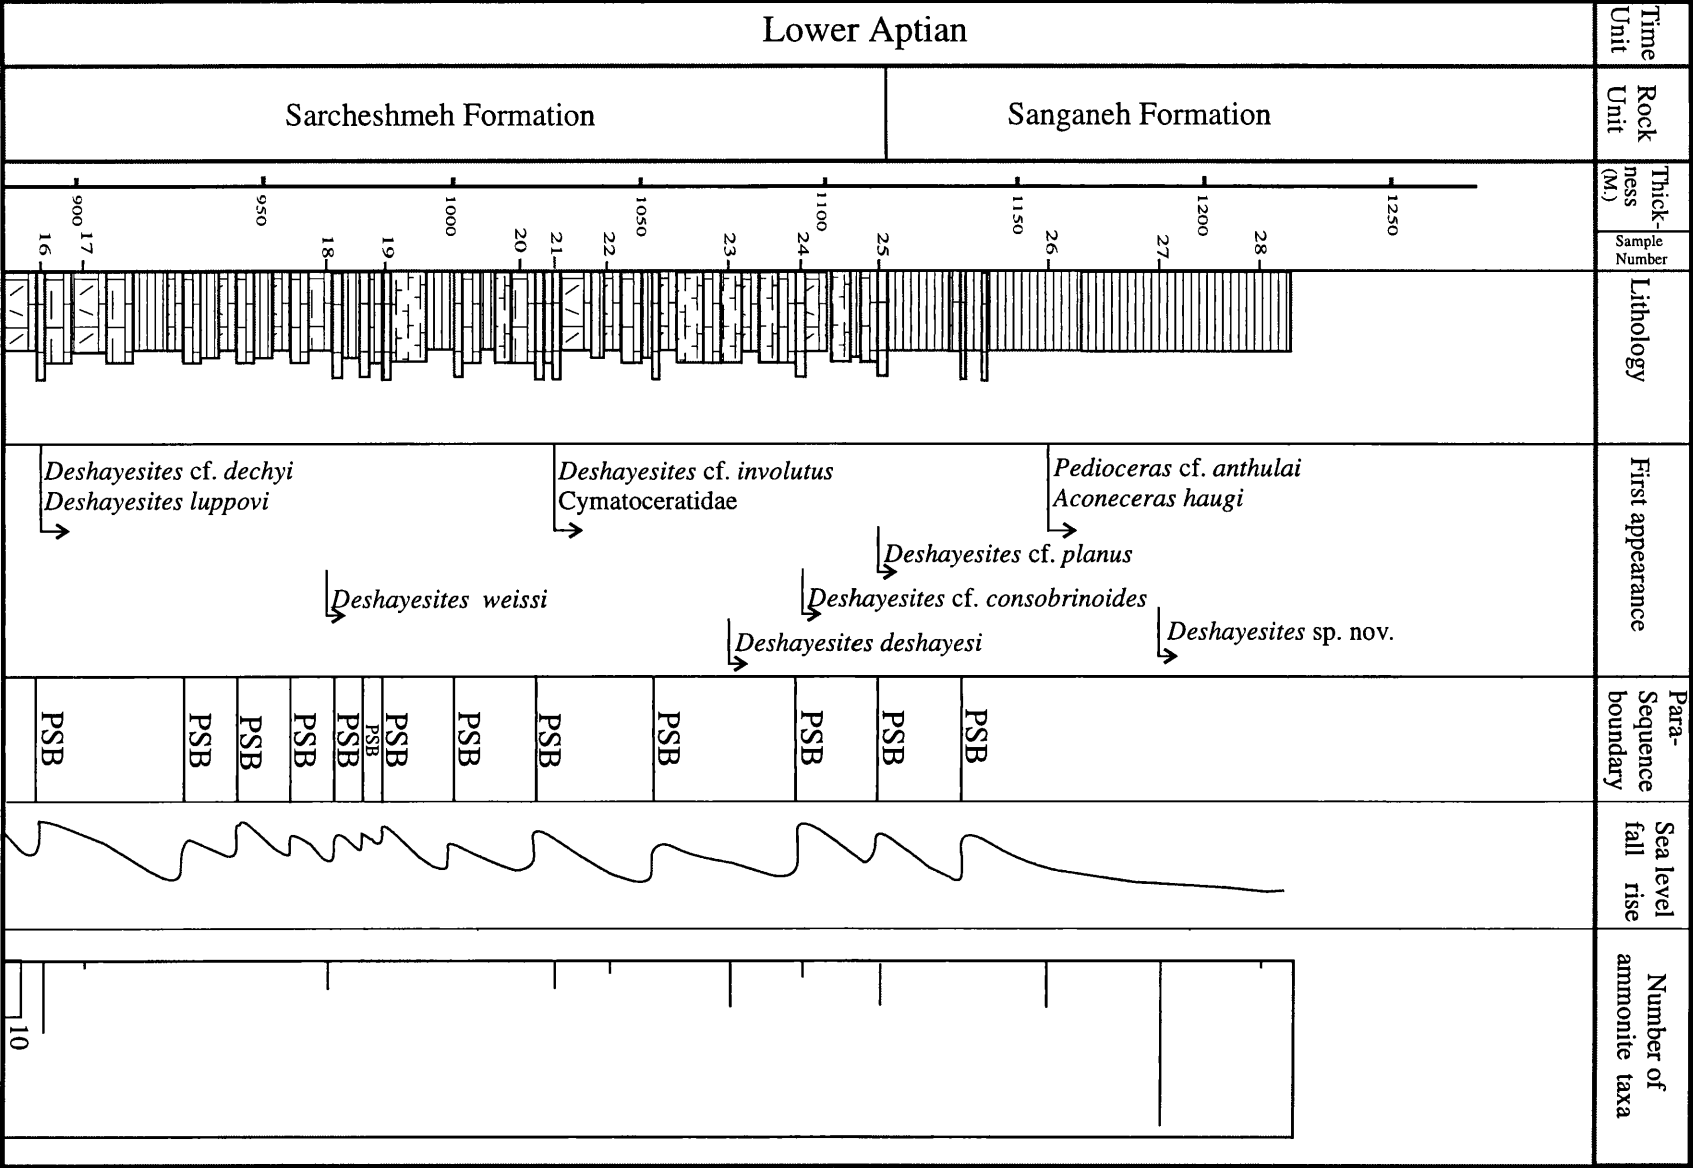 Lower Aptian
Time
Unit
Sarcheshmeh Formation
Sanganeh Formation
Rock
Unit
900
950
1000
1050
1100
1150
1200
1250
Thick-
ness
(M.)
16
17
18
19
20
21
22
23
24
25
26
27
28
Sample
Number
Lithology
Deshayesites cf. dechyi
Deshayesites luppovi
Deshayesites cf. involutus
Cymatoceratidae
Pedioceras cf. anthulai
Aconeceras haugi
Deshayesites cf. planus
Deshayesites weissi
Deshayesites cf. consobrinoides
Deshayesites sp. nov.
Deshayesites deshayesi
First appearance
PSB
PSB
PSB
PSB
PSB
PSB
PSB
PSB
PSB
PSB
PSB
PSB
PSB
Para-
Sequence
boundary
Sea level
fall rise
10
Number of
ammonite taxa